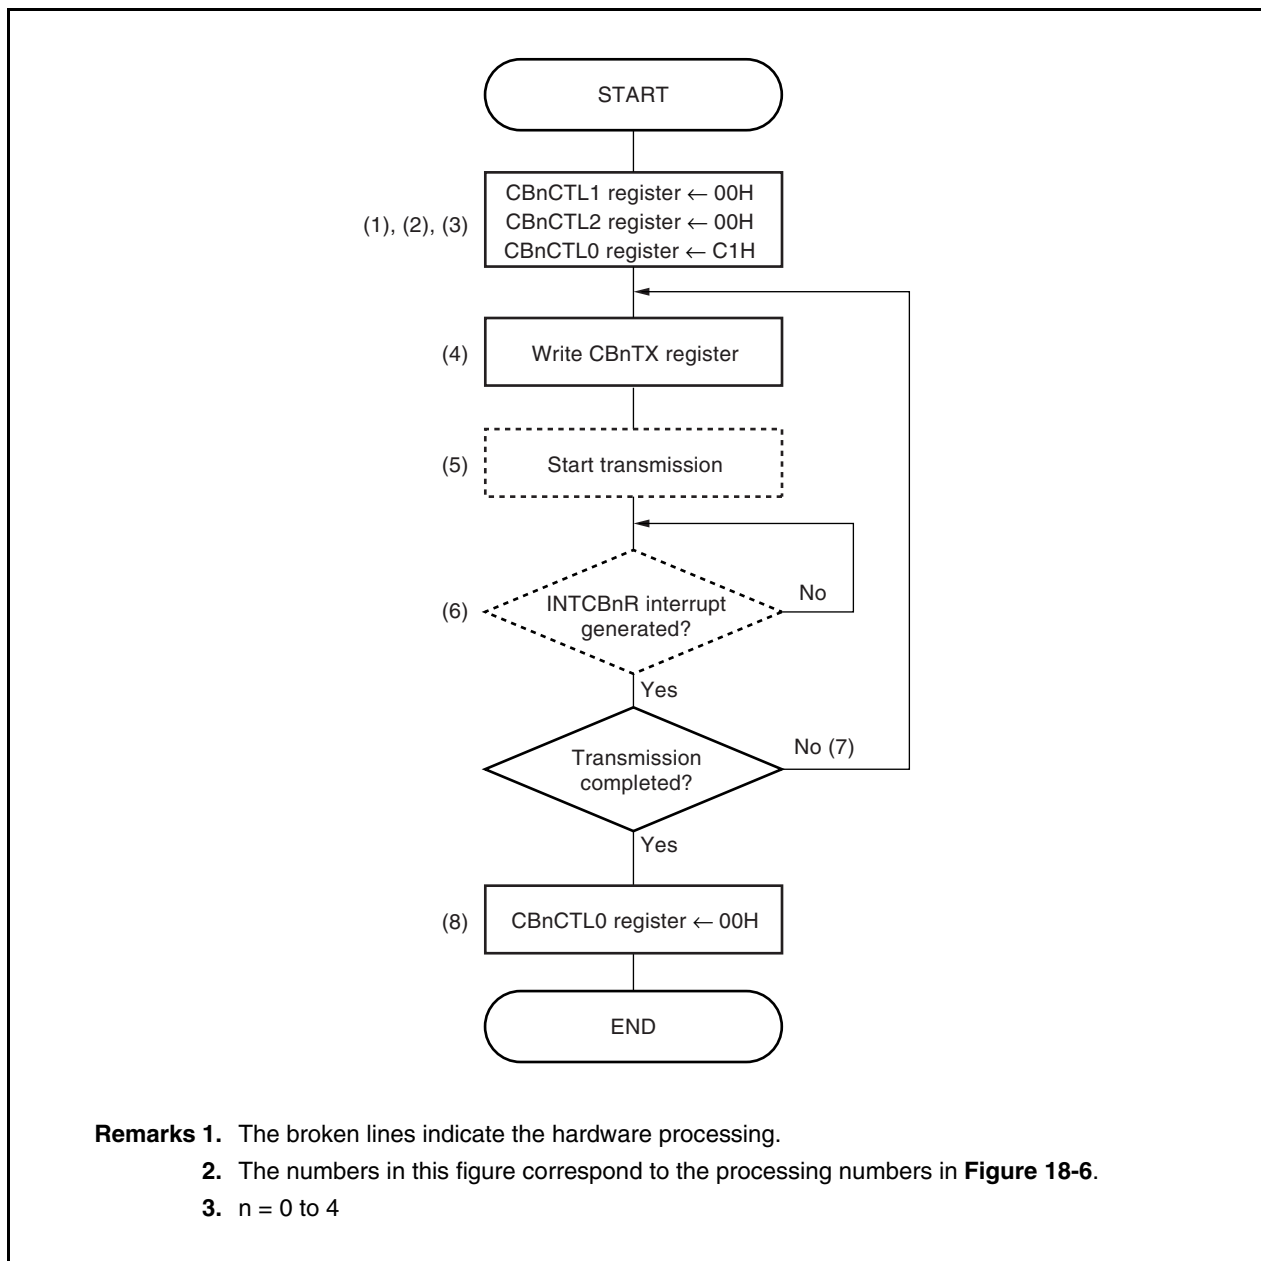 START
CBnCTL1 register ← 00H
CBnCTL2 register ← 00H
(1), (2), (3)
CBnCTL0 register ← C1H
(4)
Write CBnTX register
(5)
Start transmission
(6)
INTCBnR interrupt
generated?
No
Yes
Transmission
completed?
No (7)
Yes
(8)
CBnCTL0 register ← 00H
END
Remarks 1. The broken lines indicate the hardware processing.
2. The numbers in this figure correspond to the processing numbers in Figure 18-6.
3. n = 0 to 4